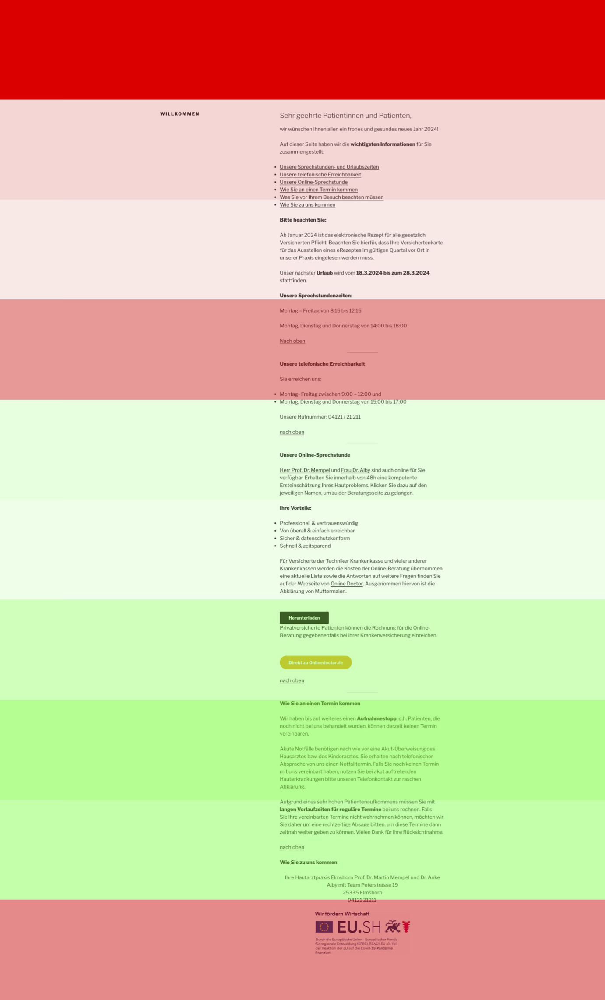 WILLKOMMEN
Sehr geehrte Patientinnen und Patienten,
wir wünschen Ihnen allen ein frohes und gesundes neues Jahr 2024!
Auf dieser Seite haben wir die wichtigsten Informationen für Sie
zusammengestellt:
• Unsere Sprechstunden- und Urlaubszeiten
• Unsere telefonische Erreichbarkeit
• Unsere Online-Sprechstunde
• Wie Sie an einen Termin kommen
• Was Sie vor Ihrem Besuch beachten müssen
• Wie Sie zu uns kommen
Bitte beachten Sie:
Ab Januar 2024 ist das elektronische Rezept für alle gesetzlich
Versicherten Pflicht. Beachten Sie hierfür, dass Ihre Versichertenkarte
für das Ausstellen eines eRezeptes im gültigen Quartal vor Ort in
unserer Praxis eingelesen werden muss.
Unser nächster Urlaub wird vom 18.3.2024 bis zum 28.3.2024
stattfinden.
Unsere Sprechstundenzeiten:
Montag – Freitag von 8:15 bis 12:15
Montag, Dienstag und Donnerstag von 14:00 bis 18:00
Nach oben
Unsere telefonische Erreichbarkeit
Sie erreichen uns:
• Montag- Freitag zwischen 9:00 – 12:00 und
• Montag, Dienstag und Donnerstag von 15:00 bis 17:00
Unsere Rufnummer: 04121 / 21 211
nach oben
Unsere Online-Sprechstunde
Herr Prof. Dr. Mempel und Frau Dr. Alby sind auch online für Sie
verfügbar. Erhalten Sie innerhalb von 48h eine kompetente
Ersteinschätzung Ihres Hautproblems. Klicken Sie dazu auf den
jeweiligen Namen, um zu der Beratungsseite zu gelangen.
Ihre Vorteile:
• Professionell & vertrauenswürdig
• Von überall & einfach erreichbar
• Sicher & datenschutzkonform
• Schnell & zeitsparend
Für Versicherte der Techniker Krankenkasse und vieler anderer
Krankenkassen werden die Kosten der Online-Beratung übernommen,
eine aktuelle Liste sowie die Antworten auf weitere Fragen finden Sie
auf der Webseite von Online Doctor. Ausgenommen hiervon ist die
Abklärung von Muttermalen.
Herunterladen
Privatversicherte Patienten können die Rechnung für die Online-
Beratung gegebenenfalls bei ihrer Krankenversicherung einreichen.
Direkt zu Onlinedoctor.de
nach oben
Wie Sie an einen Termin kommen
Wir haben bis auf weiteres einen Aufnahmestopp, d.h. Patienten, die
noch nicht bei uns behandelt wurden, können derzeit keinen Termin
vereinbaren.
Akute Notfälle benötigen nach wie vor eine Akut-Überweisung des
Hausarztes bzw. des Kinderarztes. Sie erhalten nach telefonischer
Absprache von uns einen Notfalltermin. Falls Sie noch keinen Termin
mit uns vereinbart haben, nutzen Sie bei akut auftretenden
Hauterkrankungen bitte unseren Telefonkontakt zur raschen
Abklärung.
Aufgrund eines sehr hohen Patientenaufkommens müssen Sie mit
langen Vorlaufzeiten für reguläre Termine bei uns rechnen. Falls
Sie Ihre vereinbarten Termine nicht wahrnehmen können, möchten wir
Sie daher um eine rechtzeitige Absage bitten, um diese Termine dann
zeitnah weiter geben zu können. Vielen Dank für Ihre Rücksichtnahme.
nach oben
Wie Sie zu uns kommen
Ihre Hautarztpraxis Elmshorn Prof. Dr. Martin Mempel und Dr. Anke
Alby mit Team Peterstrasse 19
25335 Elmshorn
04121 21211
Wir fördern Wirtschaft
EU.SH
Durch die Europäische Union - Europäischer Fonds
für regionale Entwicklung (EFRE), REACT-EU als Teil
der Reaktion der EU auf die Covid-19-Pandemie
finanziert.